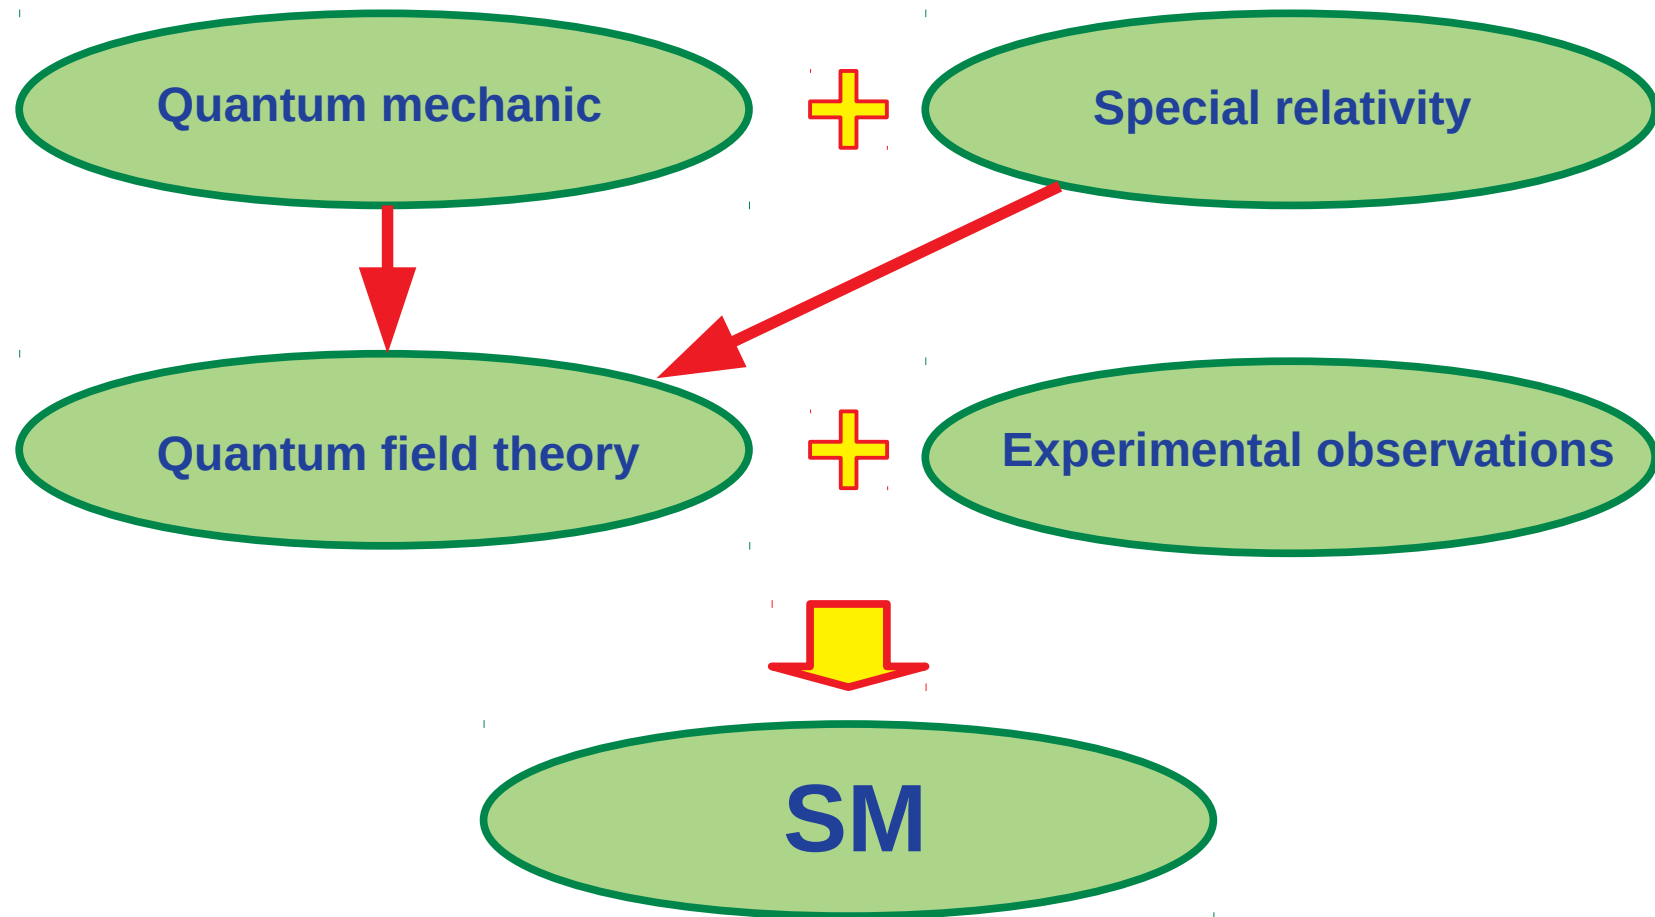 Quantum mechanic
Special relativity
Quantum field theory
Experimental observations
SM